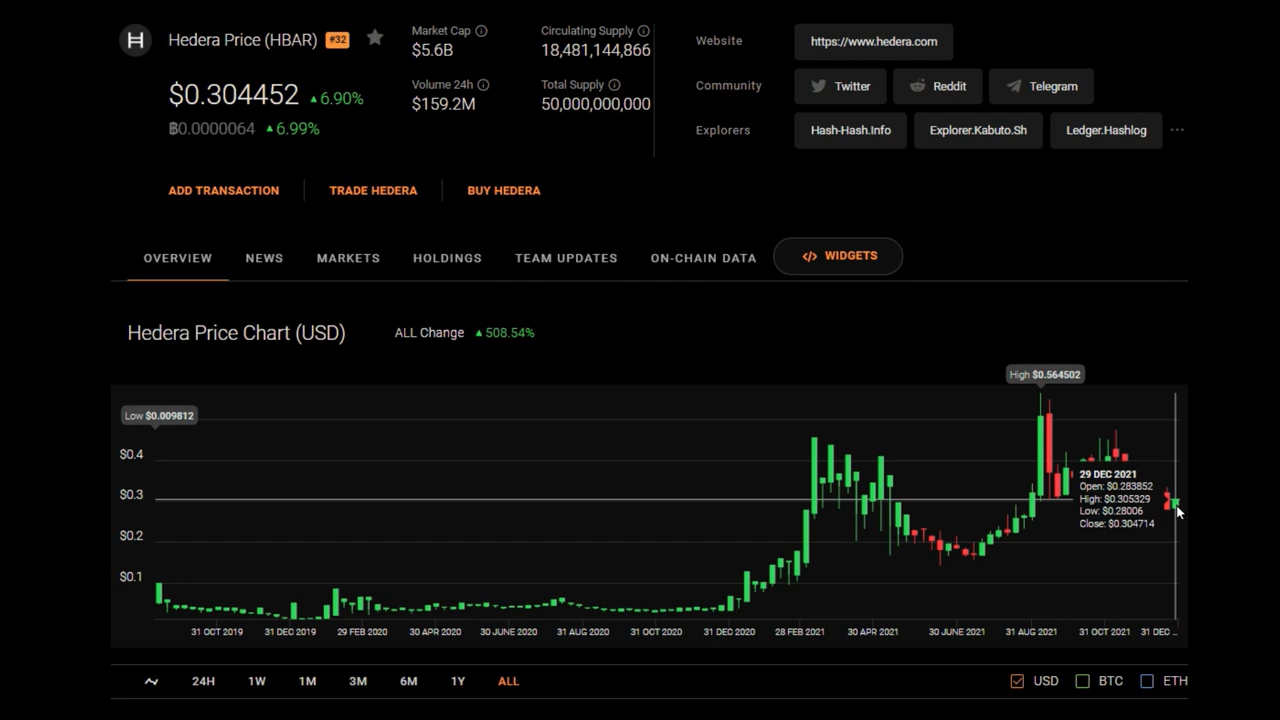 Hedera Price (HBAR) #32
$0.304452 6.90%
฿0.0000064 6.99%
Market Cap
$5.6B
Circulating Supply
18,481,144,866
Volume 24h
$159.2M
Total Supply
50,000,000,000
Website https://www.hedera.com
Community Twitter Reddit Telegram
Explorers Hash-Hash.Info Explorer.Kabuto.Sh Ledger.Hashlog ...
ADD TRANSACTION TRADE HEDERA BUY HEDERA
OVERVIEW NEWS MARKETS HOLDINGS TEAM UPDATES ON-CHAIN DATA </> WIDGETS
Hedera Price Chart (USD) ALL Change 508.54%
High $0.564502
Low $0.009812
$0.4
$0.3
$0.2
$0.1
29 DEC 2021
Open: $0.283852
High: $0.305329
Low: $0.28006
Close: $0.304714
31 OCT 2019 31 DEC 2019 29 FEB 2020 30 APR 2020 30 JUNE 2020 31 AUG 2020 31 OCT 2020 31 DEC 2020 28 FEB 2021 30 APR 2021 30 JUNE 2021 31 AUG 2021 31 OCT 2021 31 DEC ...
24H 1W 1M 3M 6M 1Y ALL
USD BTC ETH